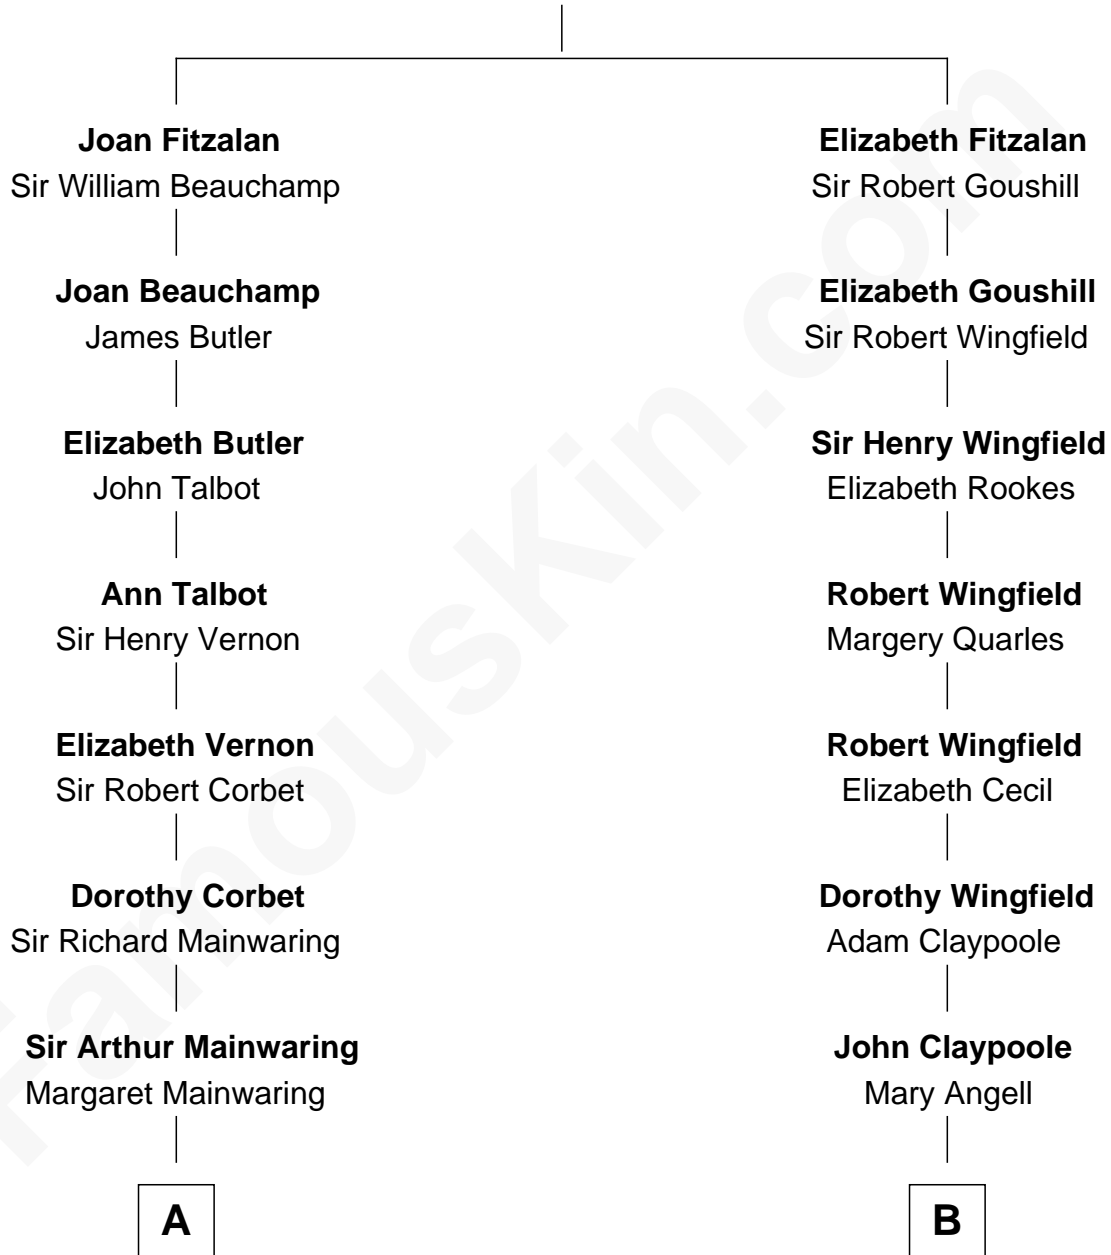 Joan Fitzalan
Sir William Beauchamp
Joan Beauchamp
James Butler
Elizabeth Butler
John Talbot
Ann Talbot
Sir Henry Vernon
Elizabeth Vernon
Sir Robert Corbet
Dorothy Corbet
Sir Richard Mainwaring
Sir Arthur Mainwaring
Margaret Mainwaring
A
Elizabeth Fitzalan
Sir Robert Goushill
Elizabeth Goushill
Sir Robert Wingfield
Sir Henry Wingfield
Elizabeth Rookes
Robert Wingfield
Margery Quarles
Robert Wingfield
Elizabeth Cecil
Dorothy Wingfield
Adam Claypoole
John Claypoole
Mary Angell
B
FamousKin.com